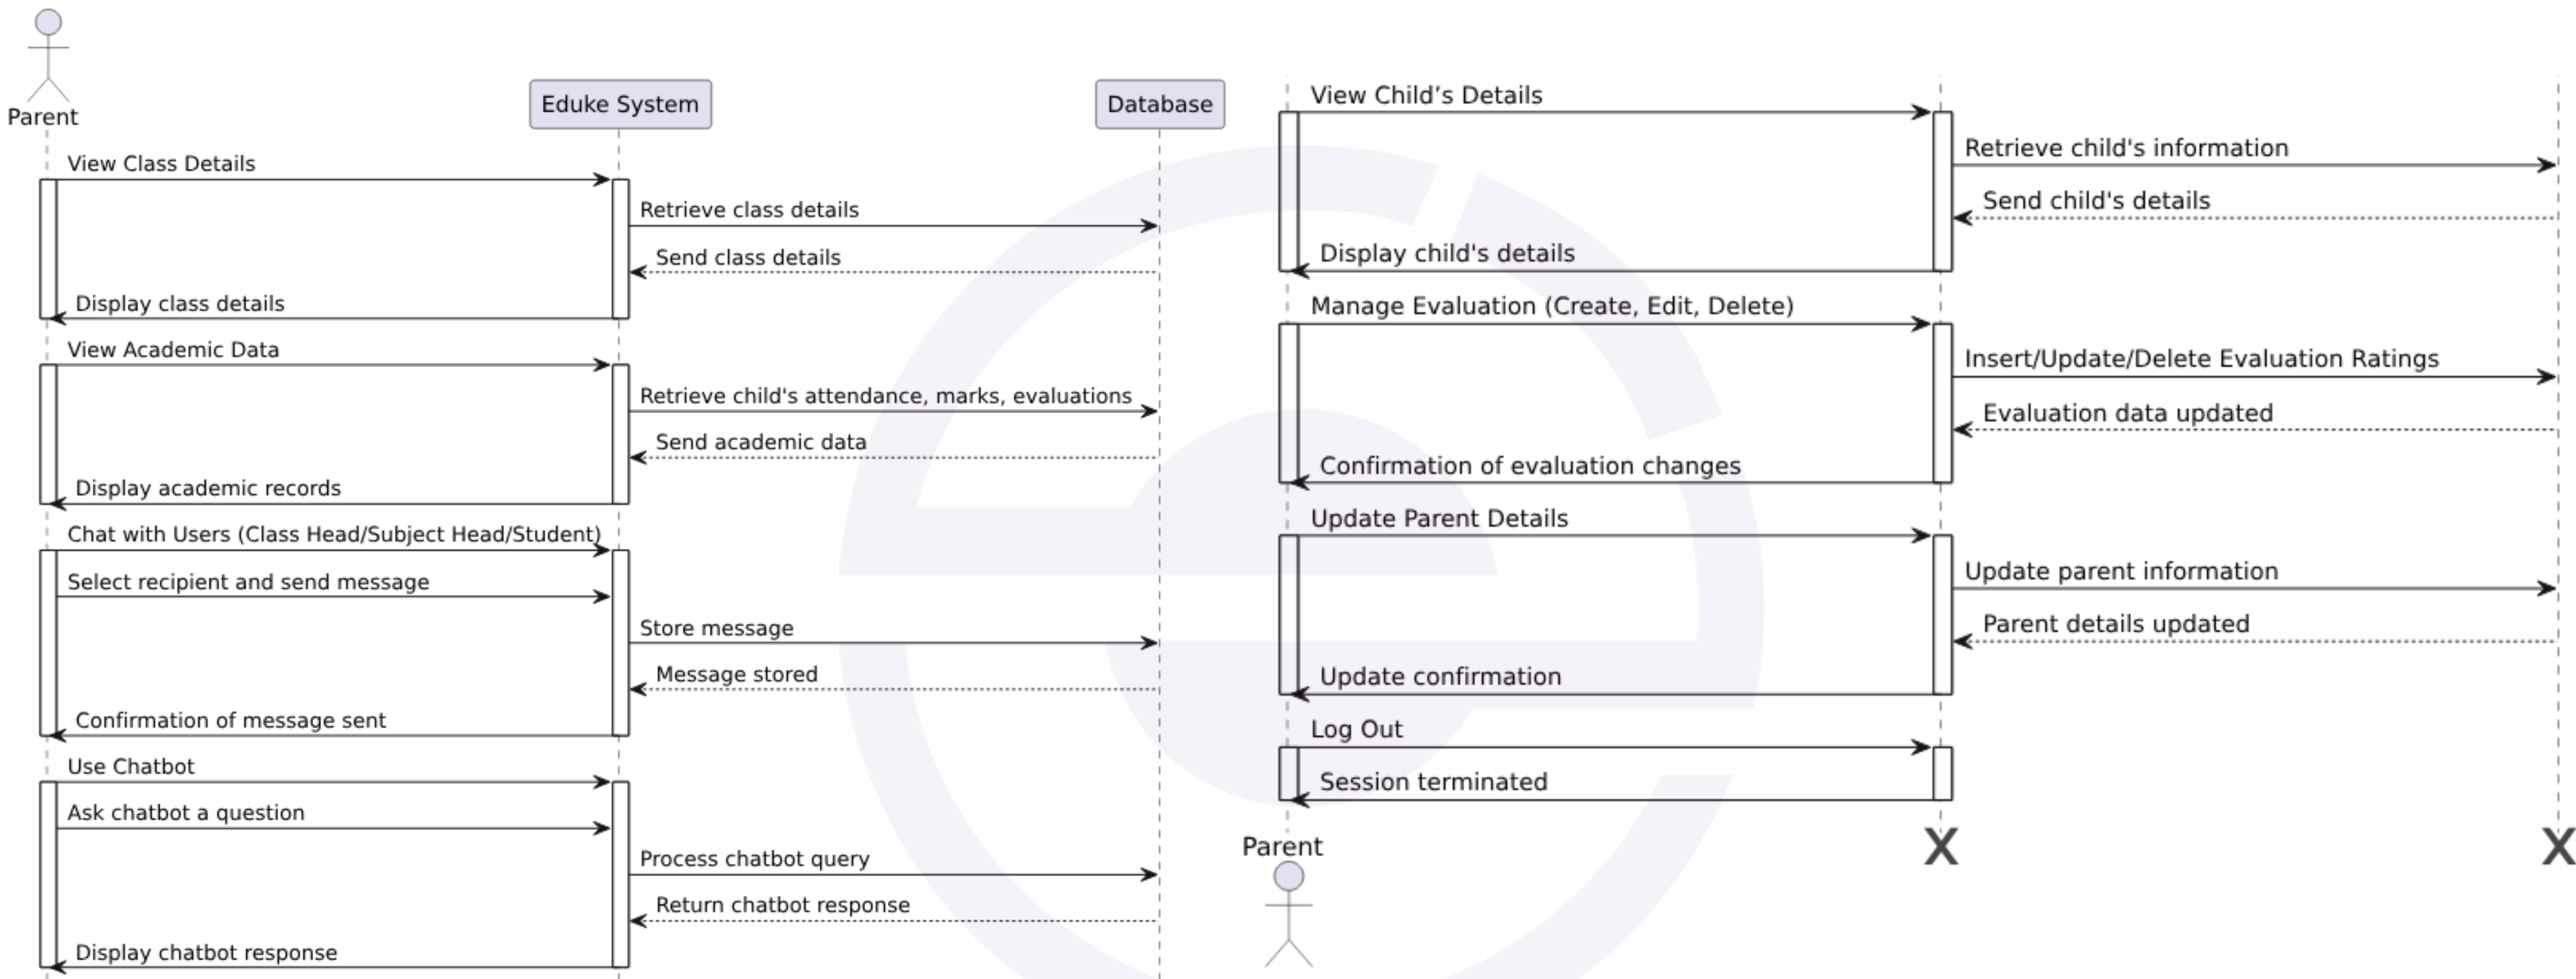 Parent
Eduke System
Database
View Class Details
Retrieve class details
Send class details
Display class details
View Academic Data
Retrieve child's attendance, marks, evaluations
Send academic data
Display academic records
Chat with Users (Class Head/Subject Head/Student)
Select recipient and send message
Store message
Message stored
Confirmation of message sent
Use Chatbot
Ask chatbot a question
Process chatbot query
Return chatbot response
Display chatbot response
View Child’s Details
Retrieve child's information
Send child's details
Display child's details
Manage Evaluation (Create, Edit, Delete)
Insert/Update/Delete Evaluation Ratings
Evaluation data updated
Confirmation of evaluation changes
Update Parent Details
Update parent information
Parent details updated
Update confirmation
Log Out
Session terminated
Parent